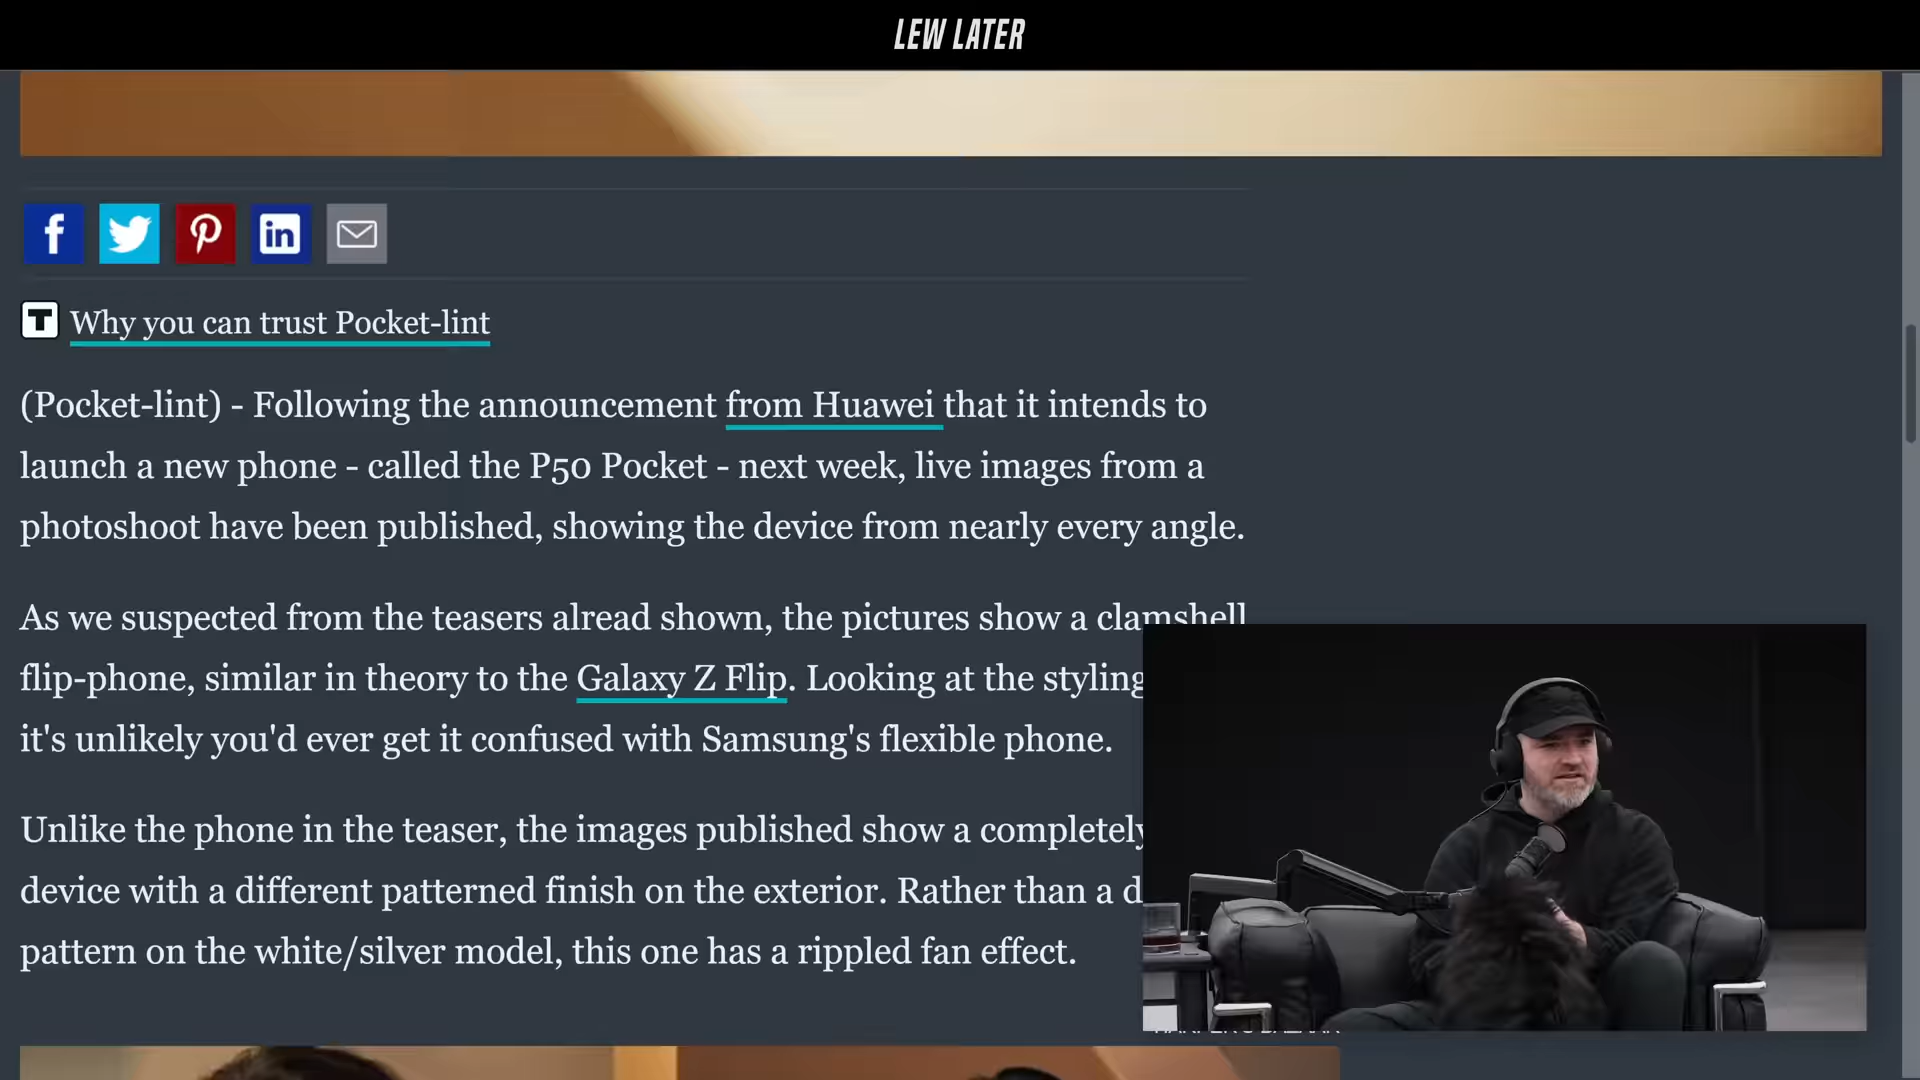 LEW LATER
f
in
T Why you can trust Pocket-lint
(Pocket-lint) - Following the announcement from Huawei that it intends to
launch a new phone - called the P50 Pocket - next week, live images from a
photoshoot have been published, showing the device from nearly every angle.
As we suspected from the teasers alread shown, the pictures show a clamshell
flip-phone, similar in theory to the Galaxy Z Flip. Looking at the styling
it's unlikely you'd ever get it confused with Samsung's flexible phone.
Unlike the phone in the teaser, the images published show a completely
device with a different patterned finish on the exterior. Rather than a d
pattern on the white/silver model, this one has a rippled fan effect.